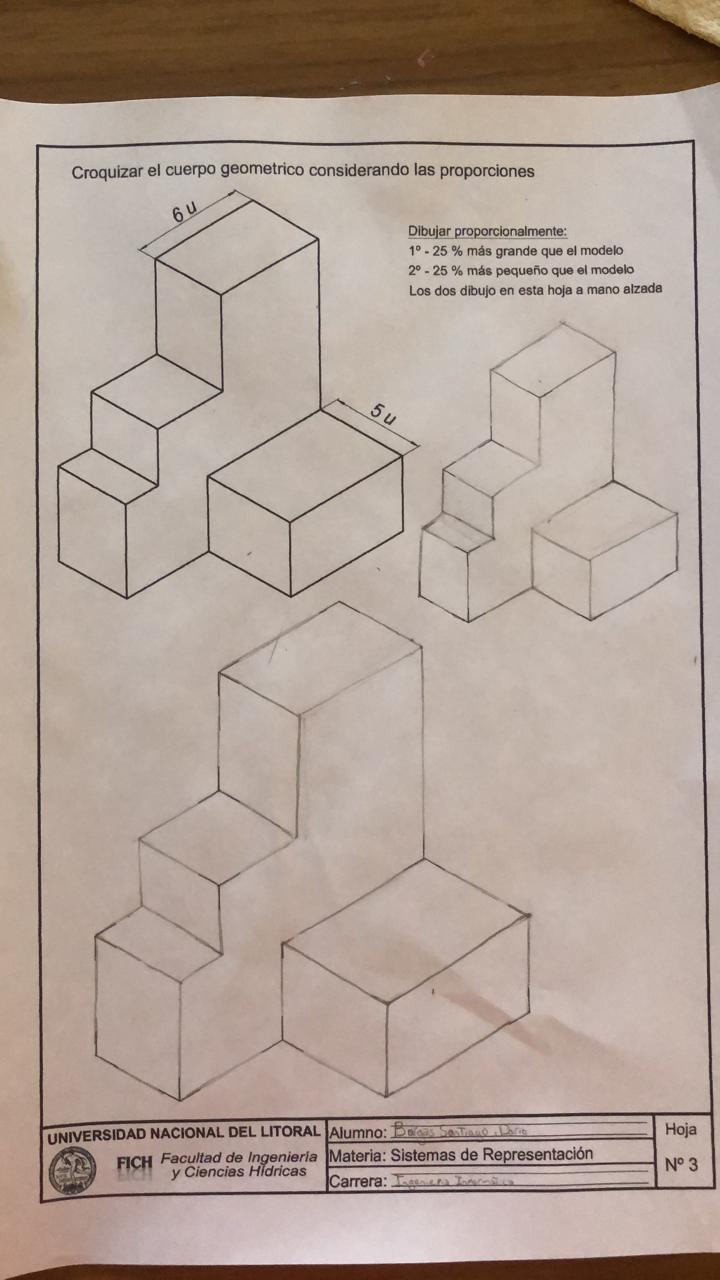 Croquizar el cuerpo geometrico considerando las proporciones
6 u
Dibujar proporcionalmente:
1º - 25 % más grande que el modelo
2º - 25 % más pequeño que el modelo
Los dos dibujo en esta hoja a mano alzada
5 u
UNIVERSIDAD NACIONAL DEL LITORAL
FICH Facultad de Ingeniería
y Ciencias Hídricas
Alumno: Borgas Santiago, Dario
Materia: Sistemas de Representación
Carrera: Ingenieria Informática
Hoja
Nº 3